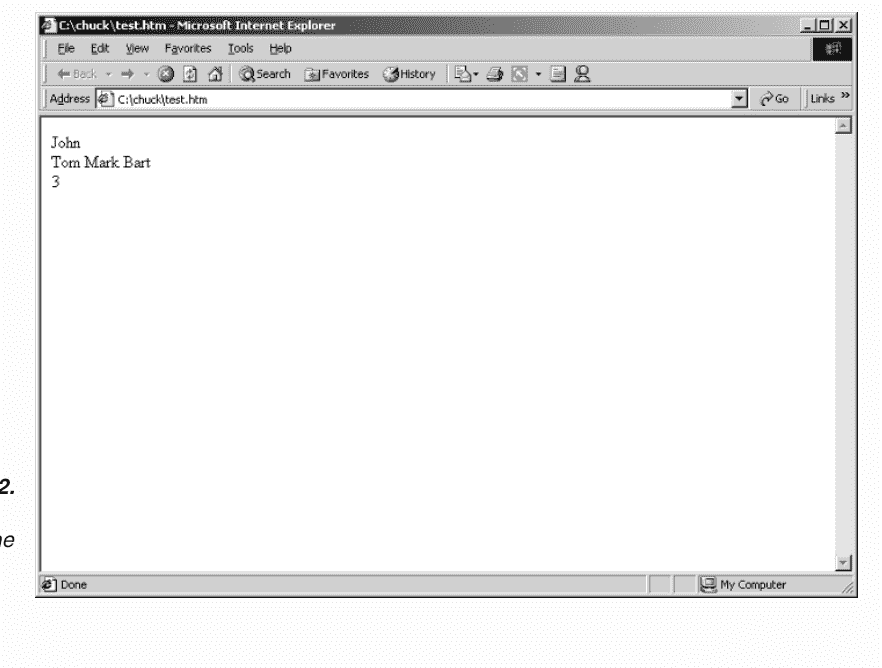 C:\chuck\test.htm - Microsoft Internet Explorer
File Edit View Favorites Tools Help
Back Search Favorites History
Address C:\chuck\test.htm Go Links »
John
Tom Mark Bart
3
2.
Done My Computer